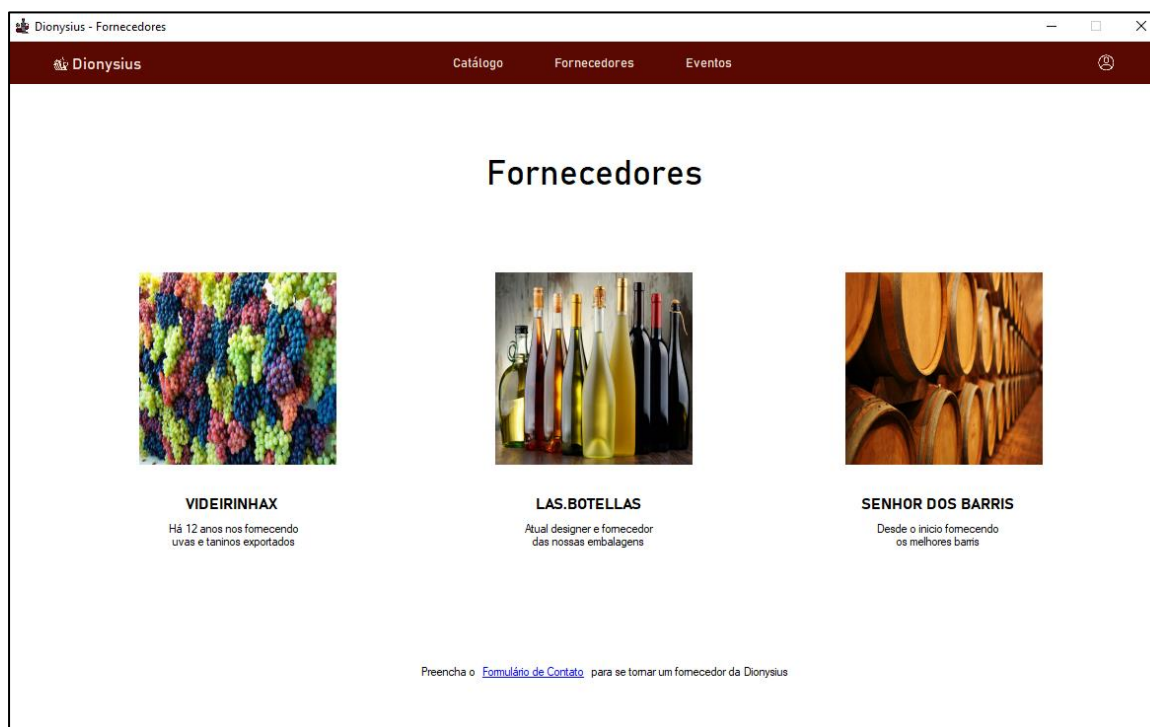 Dionysius - Fornecedores
Dionysius
Catálogo Fornecedores Eventos
Fornecedores
VIDEIRINHAX
Há 12 anos nos fornecendo
uvas e taninos exportados
LAS.BOTELLAS
Atual designer e fornecedor
das nossas embalagens
SENHOR DOS BARRIS
Desde o inicio fornecendo
os melhores barris
Preencha o Formulário de Contato para se tornar um fornecedor da Dionysius